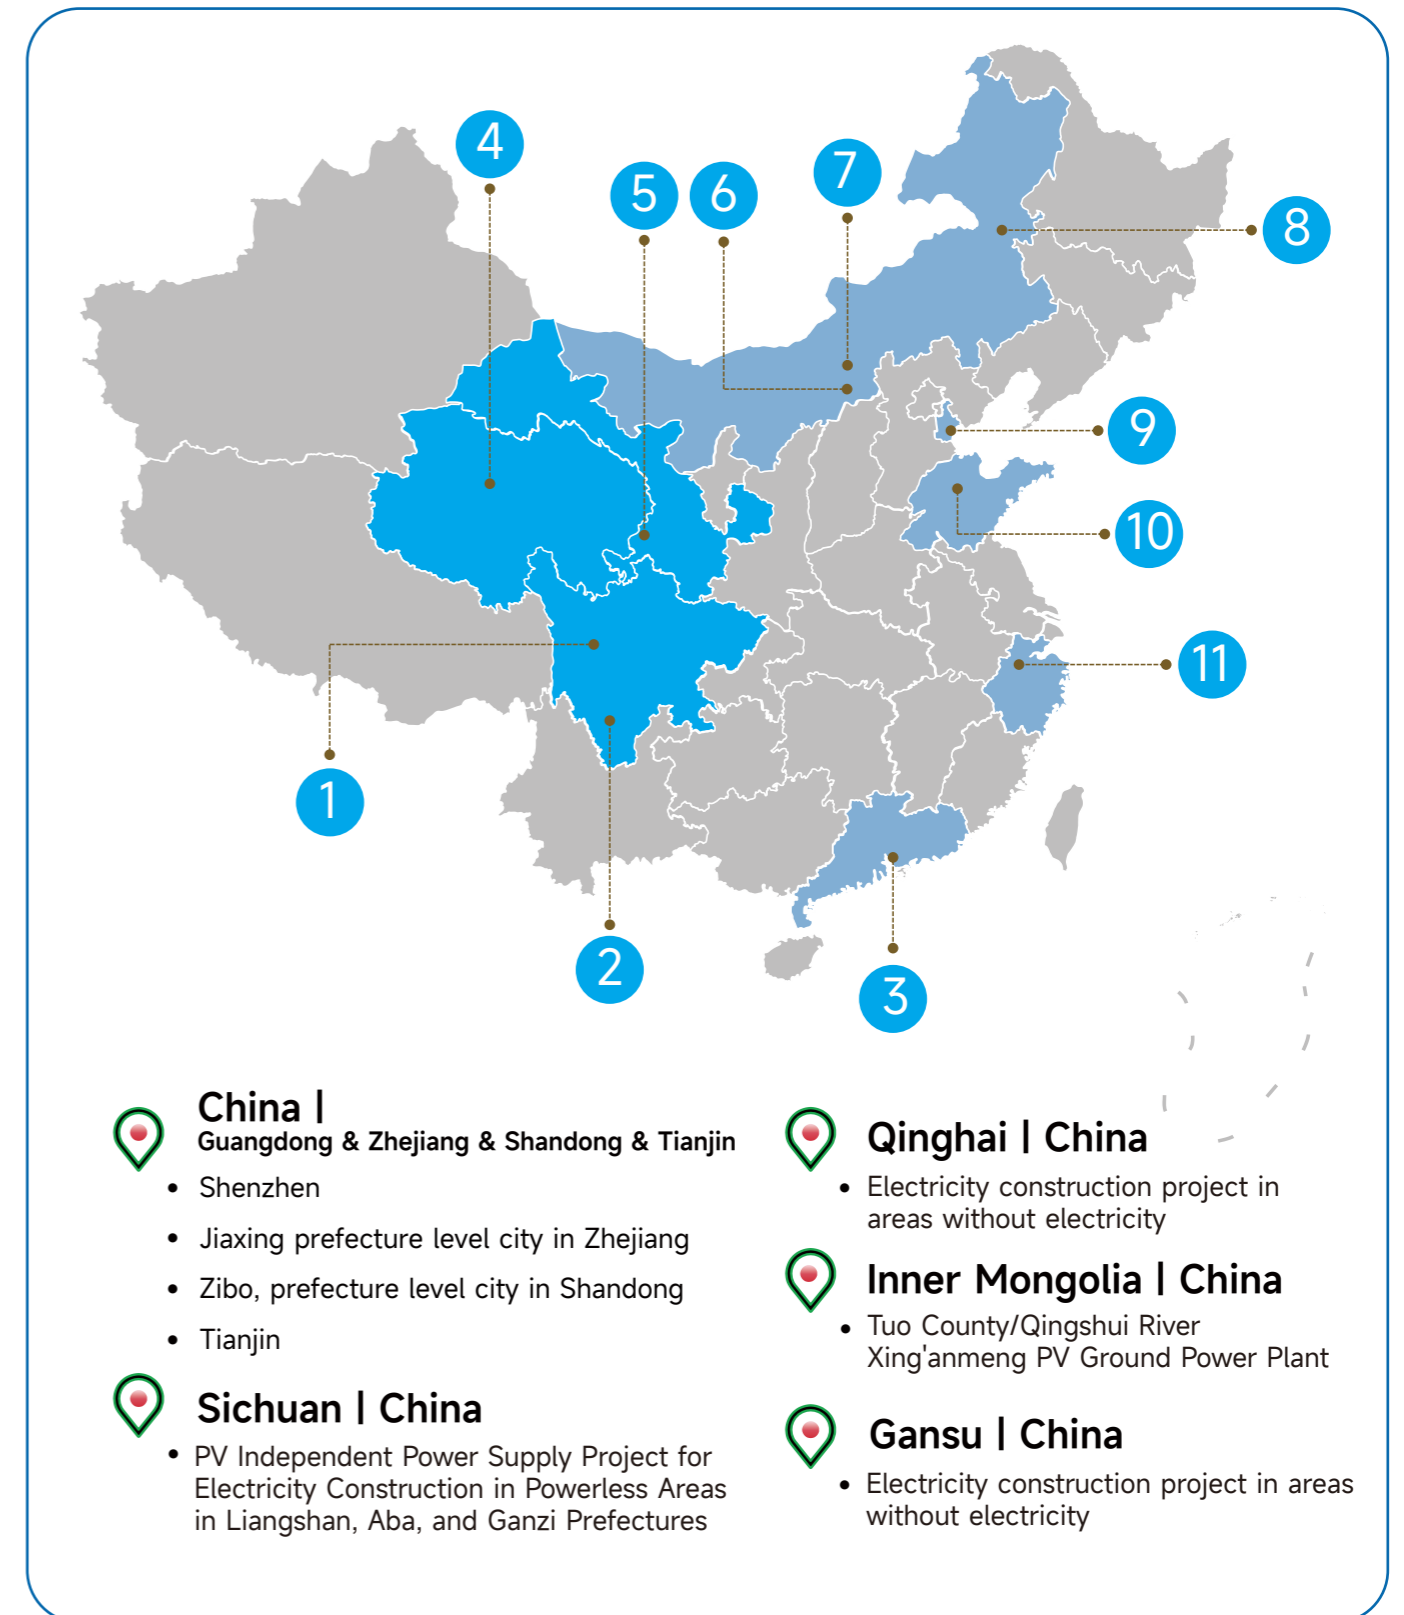 4
5
6
7
8
9
10
11
1
2
3
China |
Guangdong & Zhejiang & Shandong & Tianjin
• Shenzhen
• Jiaxing prefecture level city in Zhejiang
• Zibo, prefecture level city in Shandong
• Tianjin
Sichuan | China
• PV Independent Power Supply Project for
Electricity Construction in Powerless Areas
in Liangshan, Aba, and Ganzi Prefectures
Qinghai | China
• Electricity construction project in
areas without electricity
Inner Mongolia | China
• Tuo County/Qingshui River
Xing'anmeng PV Ground Power Plant
Gansu | China
• Electricity construction project in areas
without electricity